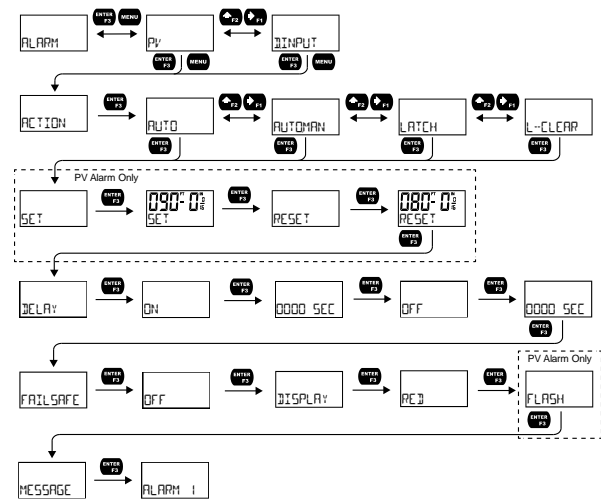 ENTER F3 MENU F2 F1
ALARM PV DINPUT
ENTER F3 MENU ENTER F3 MENU
ENTER F3 F2 F1 F2 F1 F2 F1
ACTION AUTO AUTOMAN LATCH L--CLEAR
ENTER F3 ENTER F3 ENTER F3 ENTER F3
PV Alarm Only
ENTER F3 ENTER F3 ENTER F3
SET 090 FT 0 IN SET RESET 080 FT 0 IN RESET
ENTER F3
ENTER F3 ENTER F3 ENTER F3 ENTER F3
DELAY ON 0000 SEC OFF 0000 SEC
ENTER F3
PV Alarm Only
ENTER F3 ENTER F3 ENTER F3 ENTER F3
FAILSAFE OFF DISPLAY RED FLASH
ENTER F3
ENTER F3
MESSAGE ALARM 1